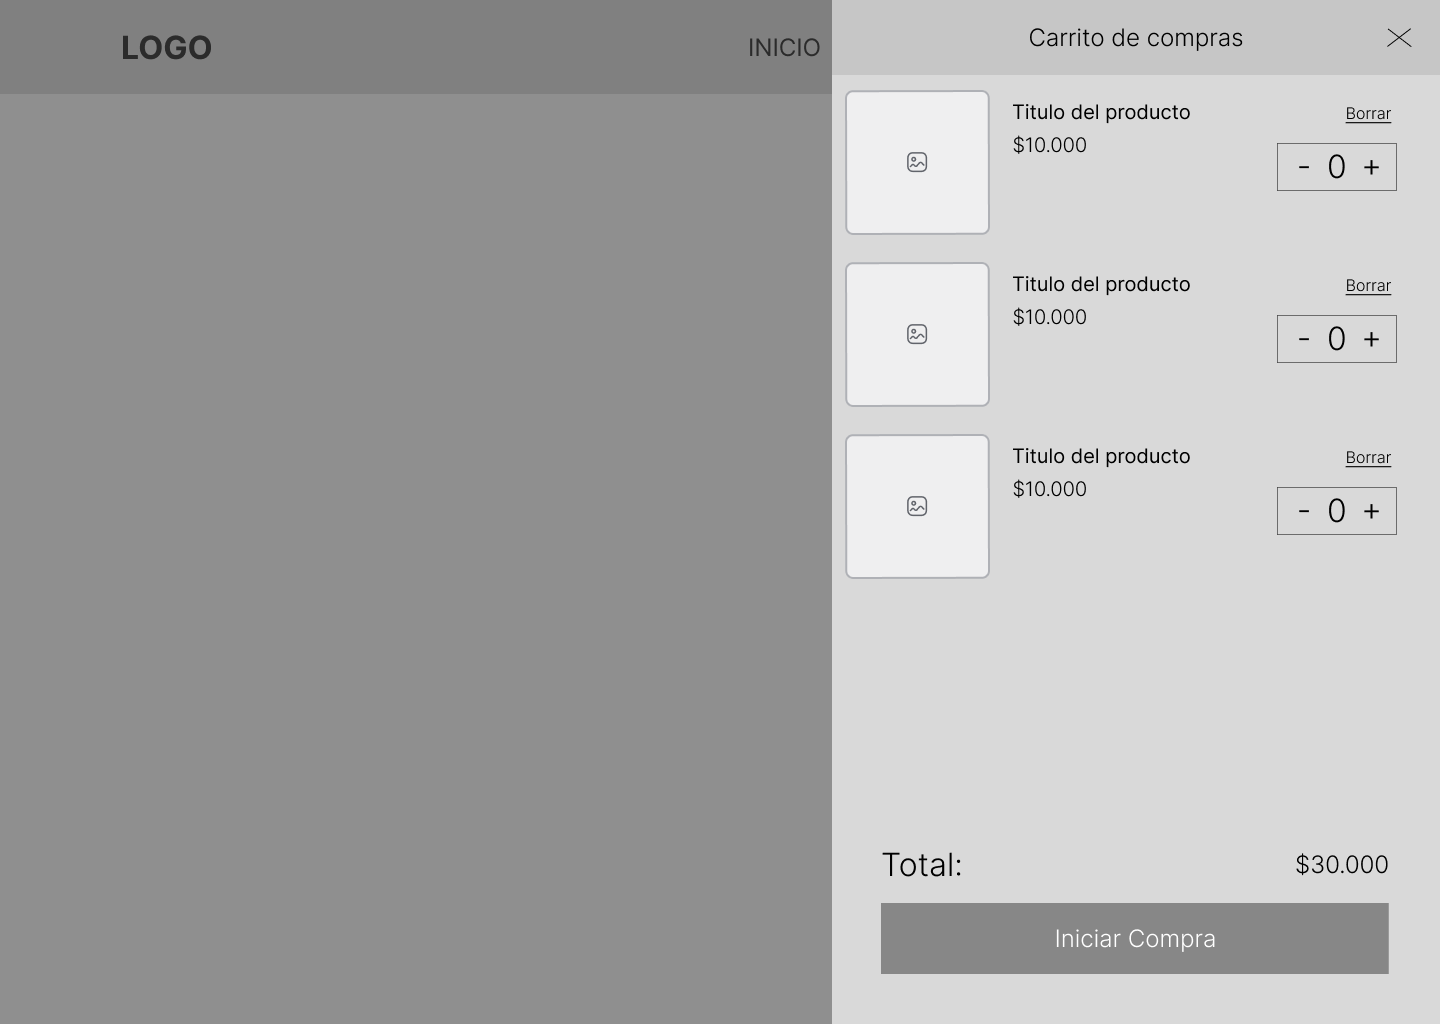 LOGO
INICIO
Carrito de compras
Titulo del producto
Borrar
$10.000
- 0 +
Titulo del producto
Borrar
$10.000
- 0 +
Titulo del producto
Borrar
$10.000
- 0 +
Total:
$30.000
Iniciar Compra